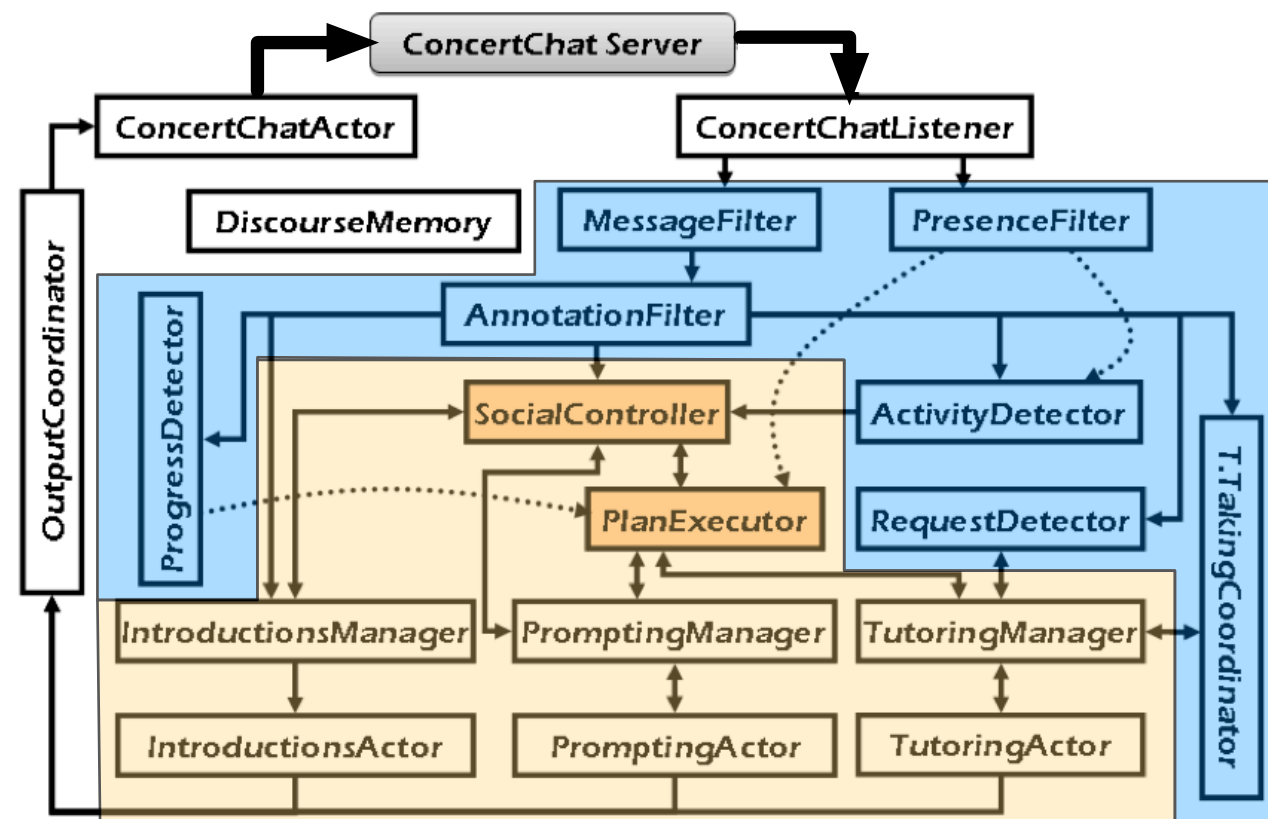 ConcertChat Server
ConcertChatActor
ConcertChatListener
DiscourseMemory
MessageFilter
PresenceFilter
OutputCoordinator
ProgressDetector
AnnotationFilter
SocialController
ActivityDetector
PlanExecutor
RequestDetector
T.TakingCoordinator
IntroductionsManager
PromptingManager
TutoringManager
IntroductionsActor
PromptingActor
TutoringActor